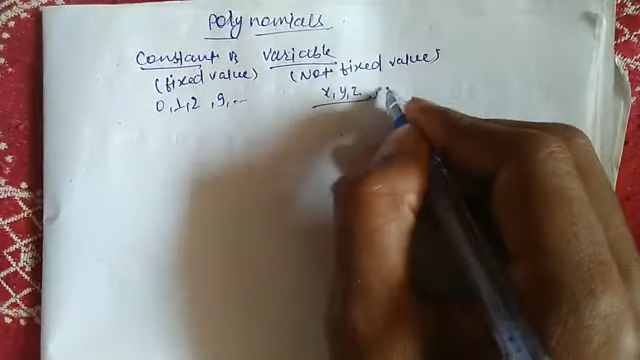 Polynomials
Constant & Variable
(fixed value) (Not fixed value)
0, 1, 2, 9, ... x, y, z